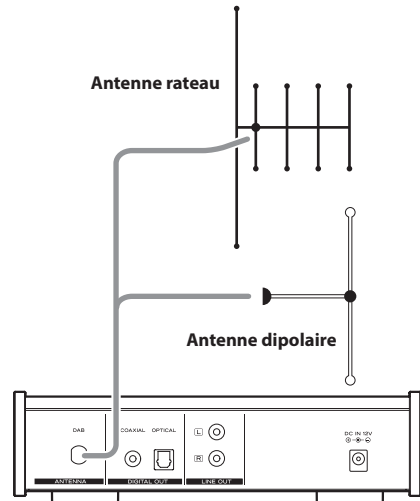 Antenne rateau
Antenne dipolaire
DAB
COAXIAL OPTICAL
L
R
DC IN 12V
ANTENNA
DIGITAL OUT
LINE OUT